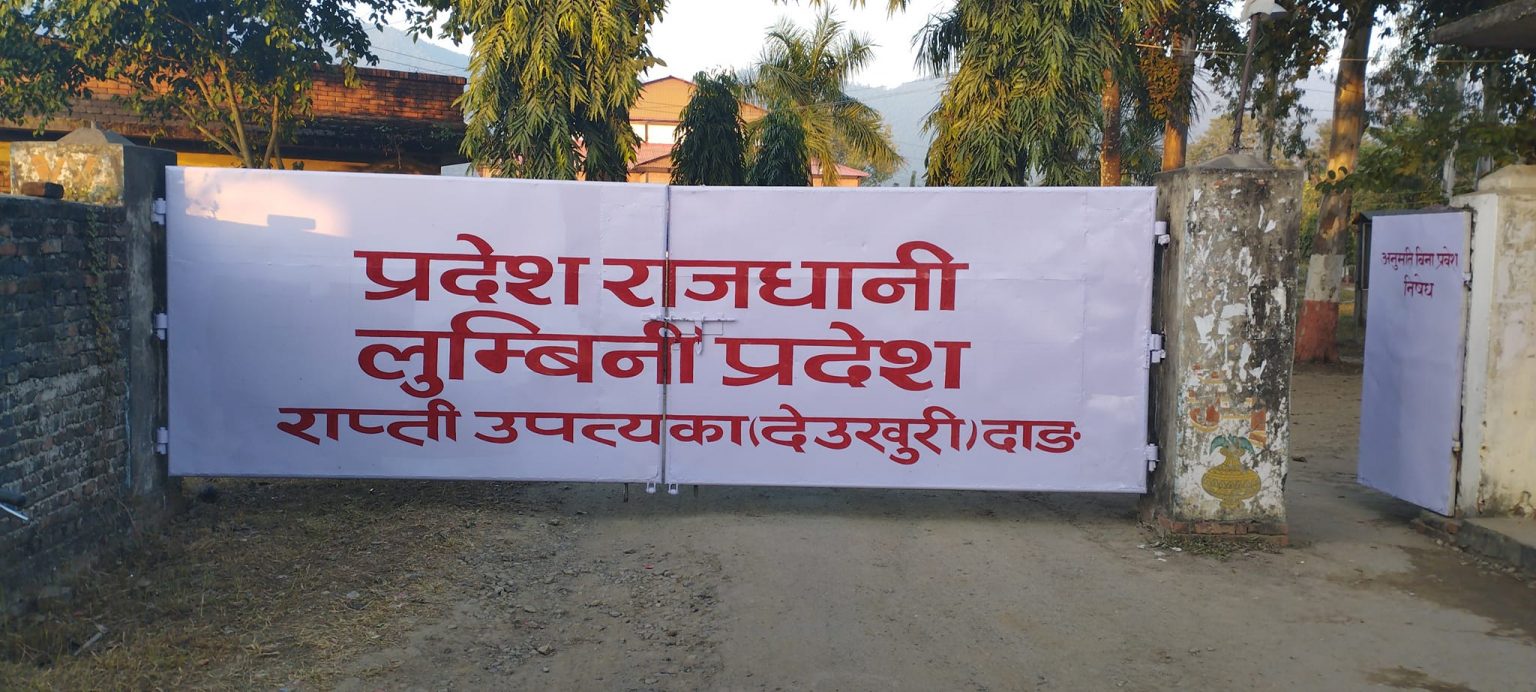 प्रदेश राजधानी
लुम्बिनी प्रदेश
राप्ती उपत्यका(देउखुरी)दाङ
अनुमति बिना प्रवेश
निषेध